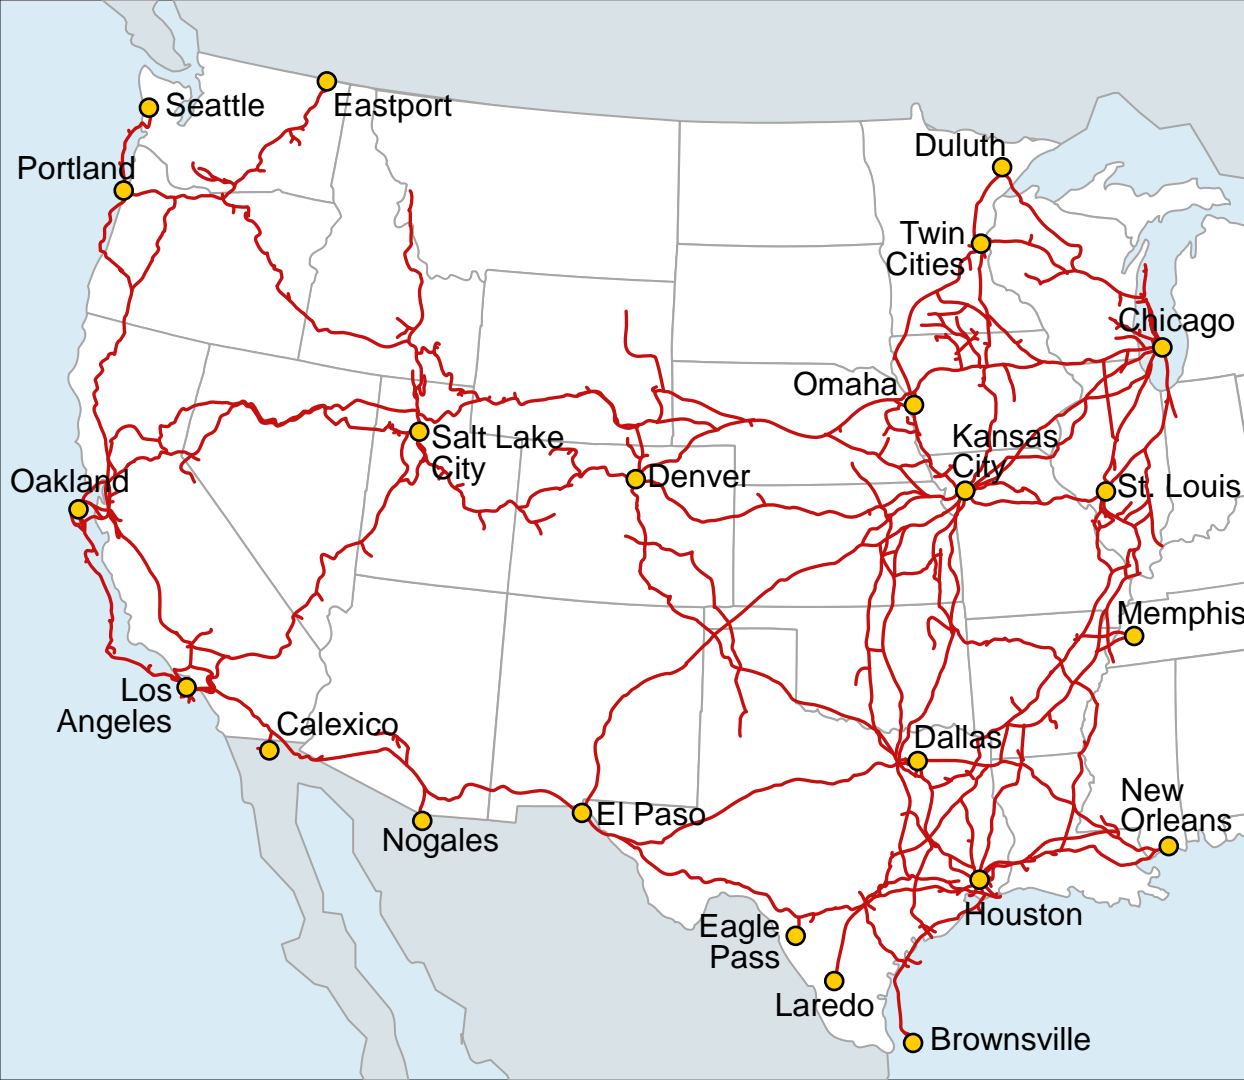 Seattle
Eastport
Portland
Duluth
Twin
Cities
Chicago
Omaha
Salt Lake
City
Kansas
City
Oakland
Denver
St. Louis
Memphis
Los
Angeles
Calexico
Dallas
New
Orleans
El Paso
Nogales
Houston
Eagle
Pass
Laredo
Brownsville